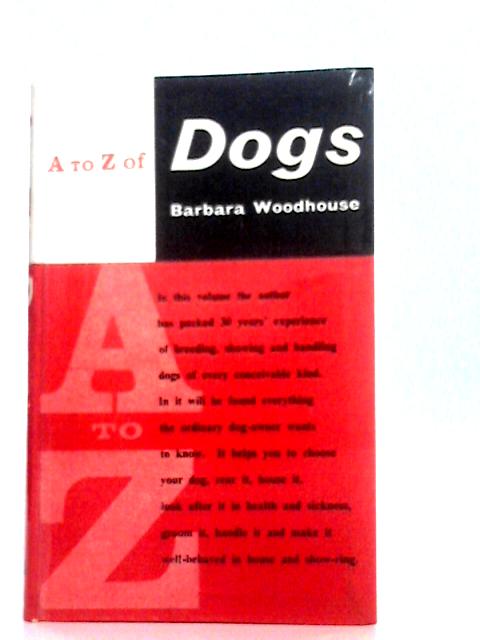 A TO Z of
Dogs
Barbara Woodhouse
A
TO
Z
In this volume the author
has packed 30 years' experience
of breeding, showing and handling
dogs of every conceivable kind.
In it will be found everything
the ordinary dog-owner wants
to know. It helps you to choose
your dog, rear it, house it,
look after it in health and sickness,
groom it, handle it and make it
well-behaved in home and show-ring.